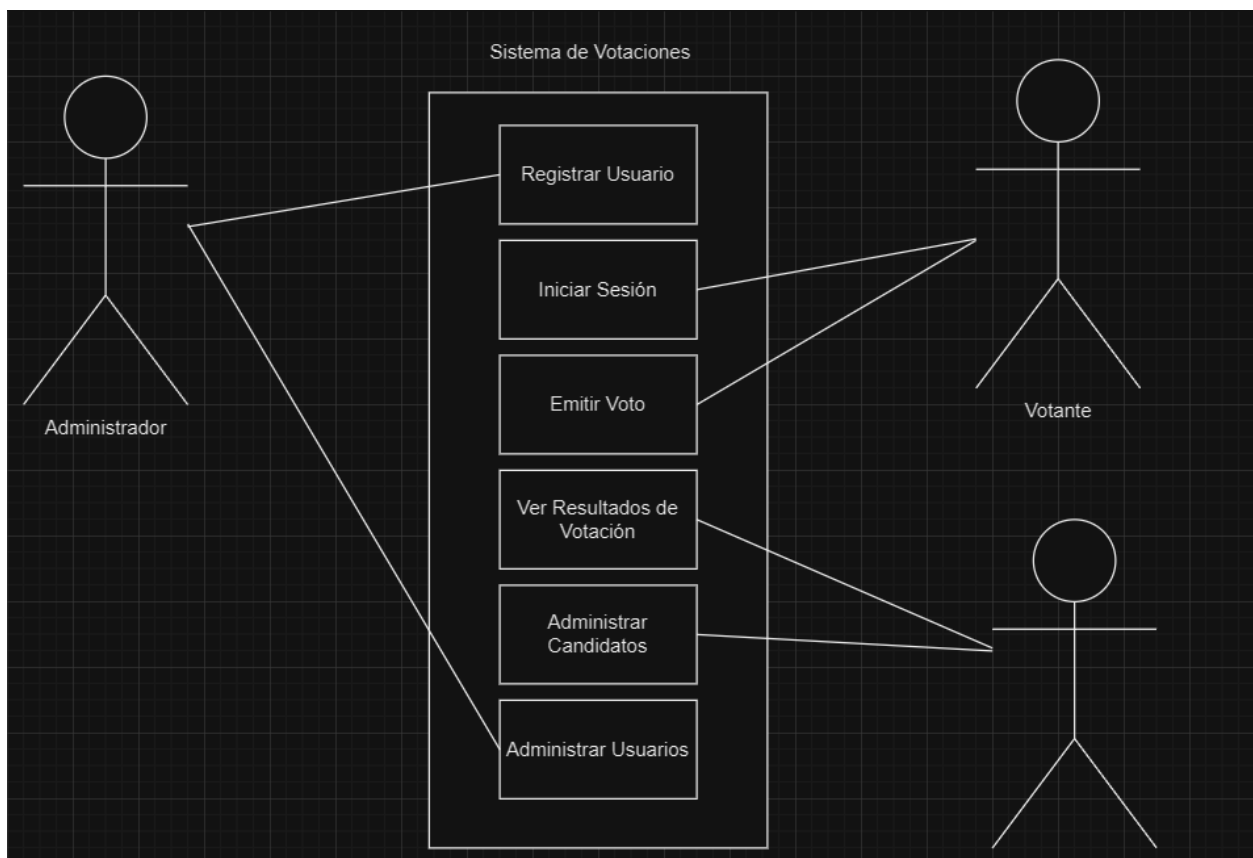 Sistema de Votaciones
Registrar Usuario
Iniciar Sesión
Emitir Voto
Administrador
Votante
Ver Resultados de
Votación
Administrar
Candidatos
Administrar Usuarios